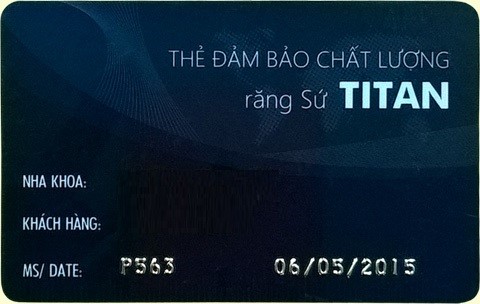 THẺ ĐẢM BẢO CHẤT LƯỢNG
răng Sứ TITAN
NHA KHOA:
KHÁCH HÀNG:
MS/ DATE: P563 06/05/2015